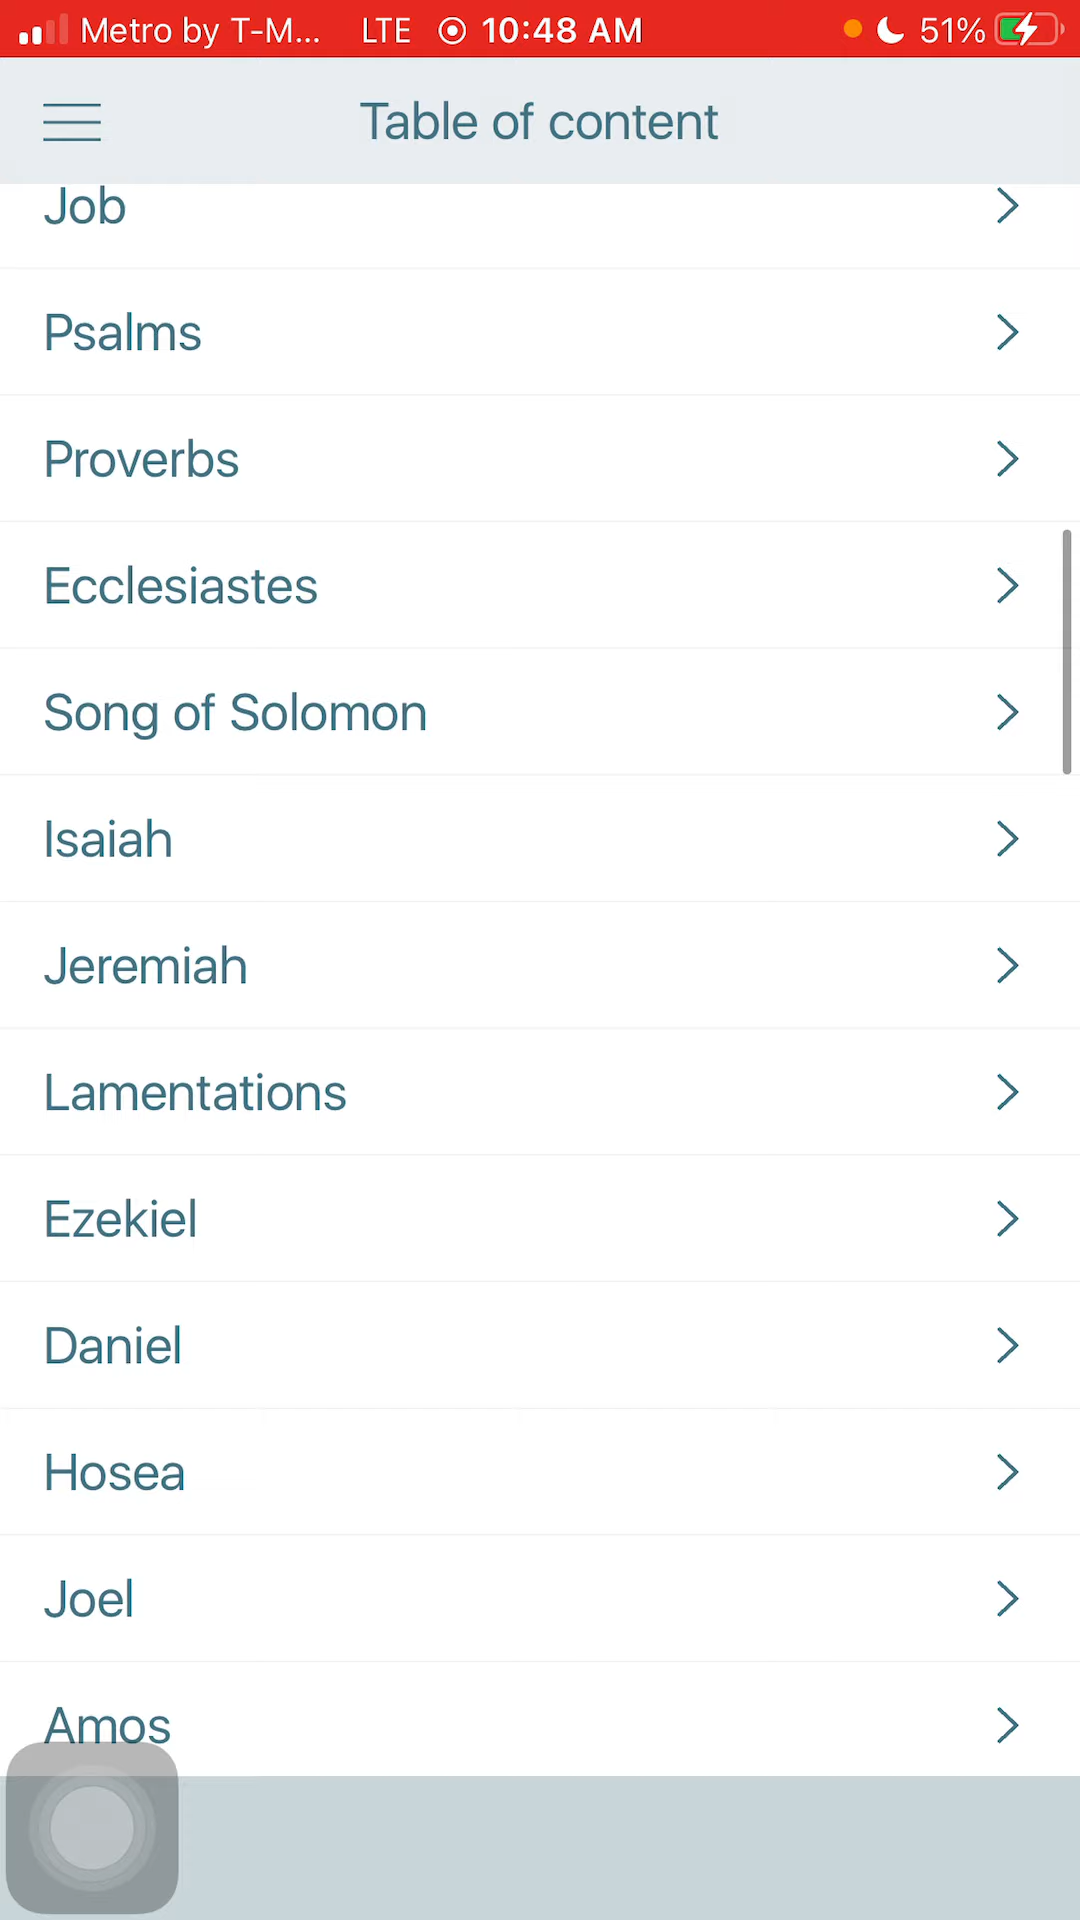 Metro by T-M... LTE 10:48 AM 51%
Table of content
Job
Psalms
Proverbs
Ecclesiastes
Song of Solomon
Isaiah
Jeremiah
Lamentations
Ezekiel
Daniel
Hosea
Joel
Amos